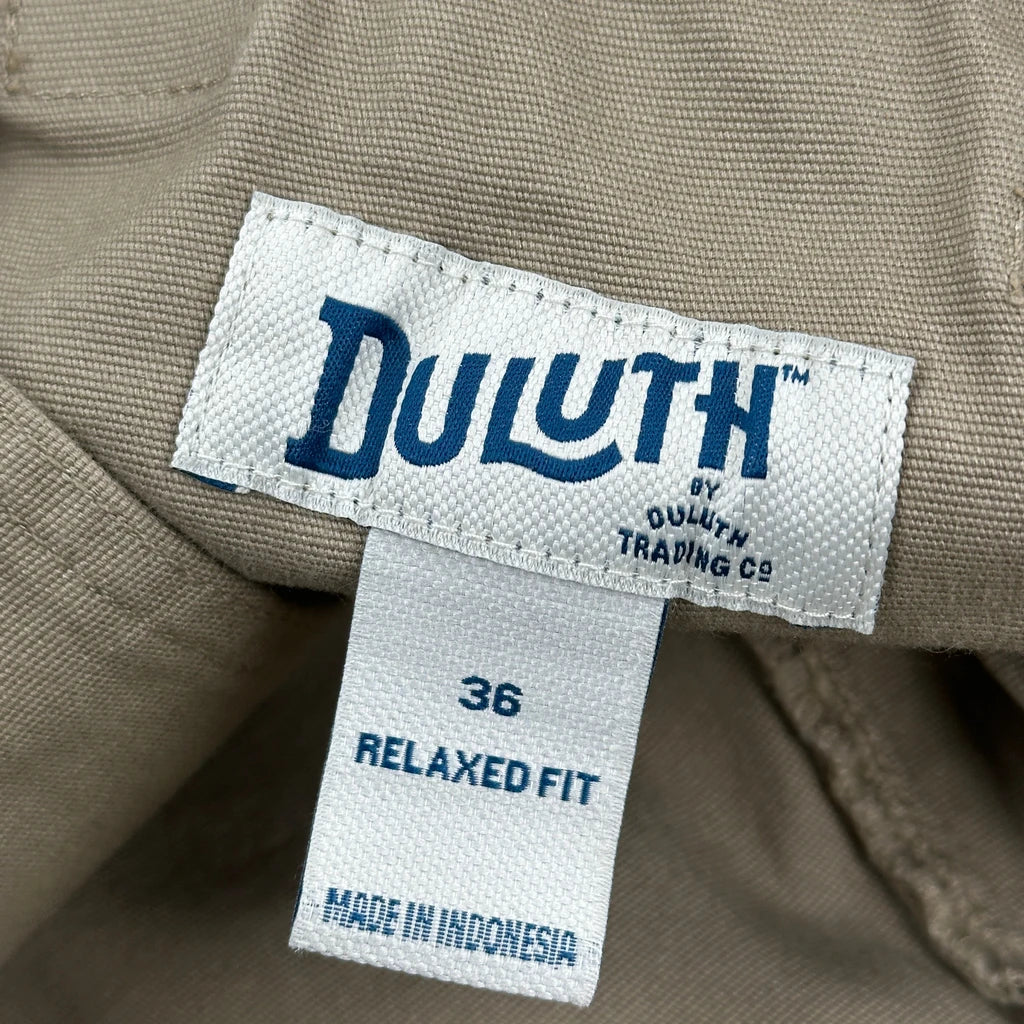 DULUTH™
BY
DULUTH
TRADING Cº
36
RELAXED FIT
MADE IN INDONESIA